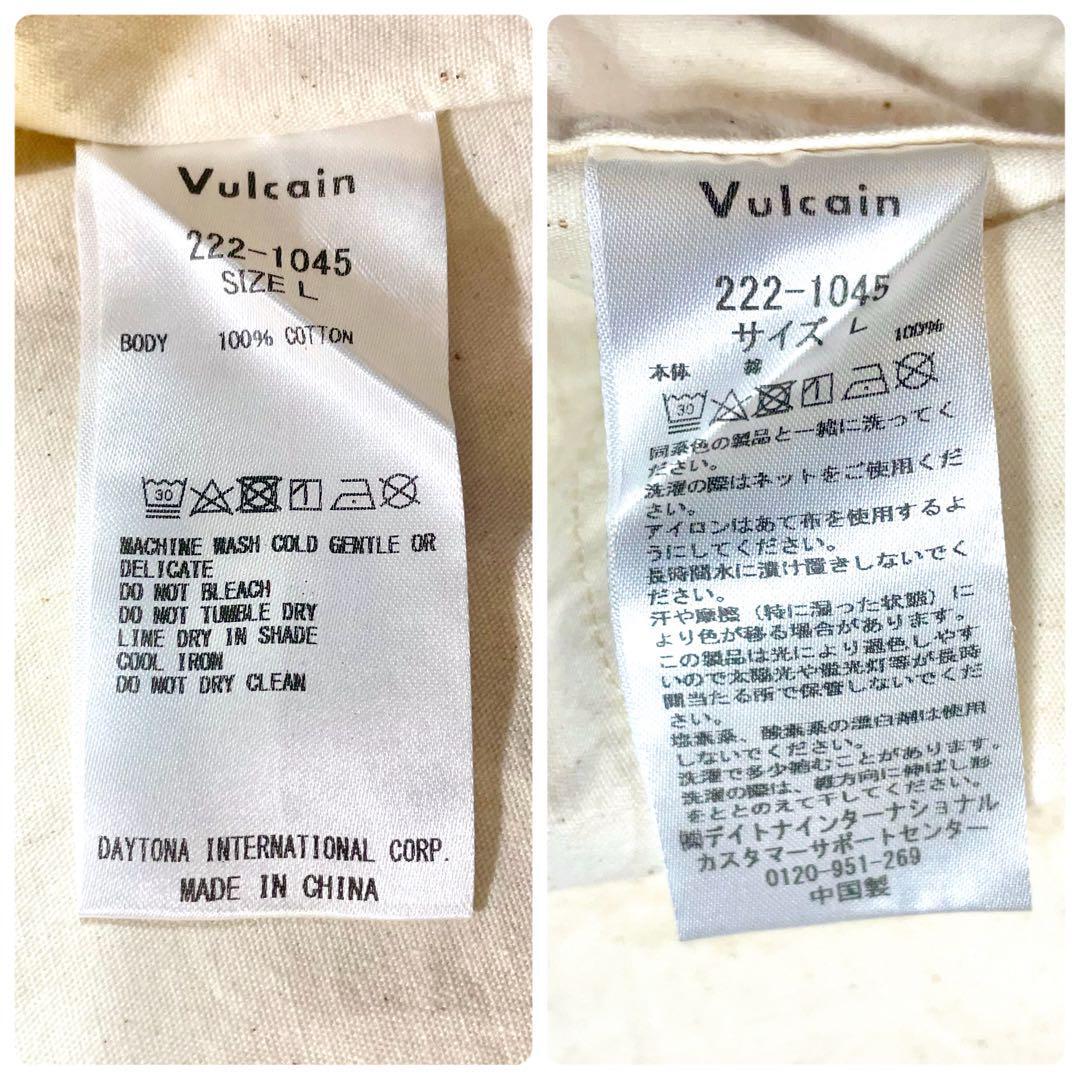 Vulcain
222-1045
SIZE L
BODY 100% COTTON
30
1
MACHINE WASH COLD GENTLE OR
DELICATE
DO NOT BLEACH
DO NOT TUMBLE DRY
LINE DRY IN SHADE
COOL IRON
DO NOT DRY CLEAN
DAYTONA INTERNATIONAL CORP.
MADE IN CHINA
Vulcain
222-1045
サイズ L
本体 綿 100%
30
1
同系色の製品と一緒に洗ってく
ださい。
洗濯の際はネットをご使用くだ
さい。
アイロンはあて布を使用するよ
うにしてください。
長時間水に漬け置きしないでく
ださい。
汗や摩擦（特に湿った状態）に
より色が移る場合があります。
この製品は光により退色しやす
いので太陽光や蛍光灯等が長時
間当たる所で保管しないでくだ
さい。
塩素系、酸素系の漂白剤は使用
しないでください。
洗濯で多少縮むことがあります。
洗濯の際は、縦方向に伸ばし形
をととのえて干してください。
㈱デイトナインターナショナル
カスタマーサポートセンター
0120-951-269
中国製